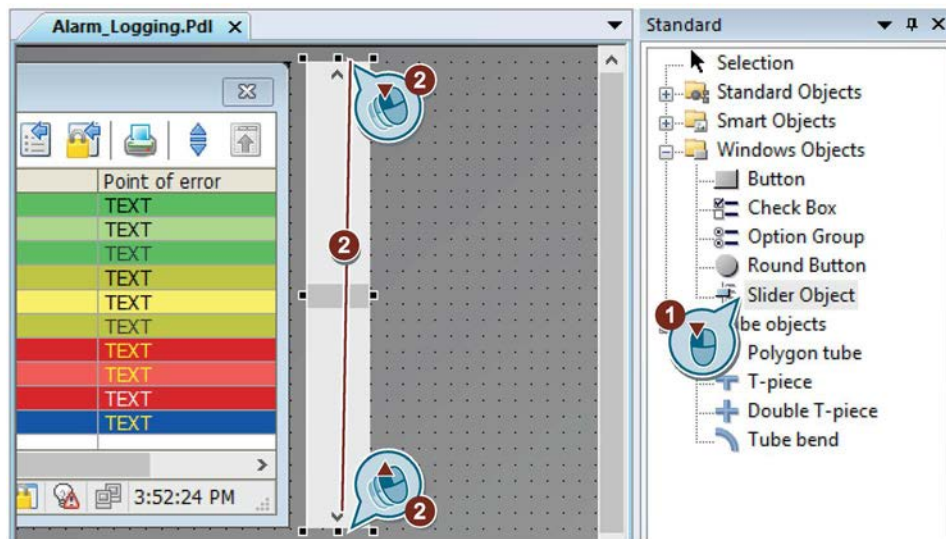 Alarm_Logging.Pdl
Point of error
TEXT
TEXT
TEXT
TEXT
TEXT
TEXT
TEXT
TEXT
TEXT
TEXT
3:52:24 PM
2
2
2
Standard
Selection
Standard Objects
Smart Objects
Windows Objects
Button
Check Box
Option Group
Round Button
Slider Object
1
be objects
Polygon tube
T-piece
Double T-piece
Tube bend